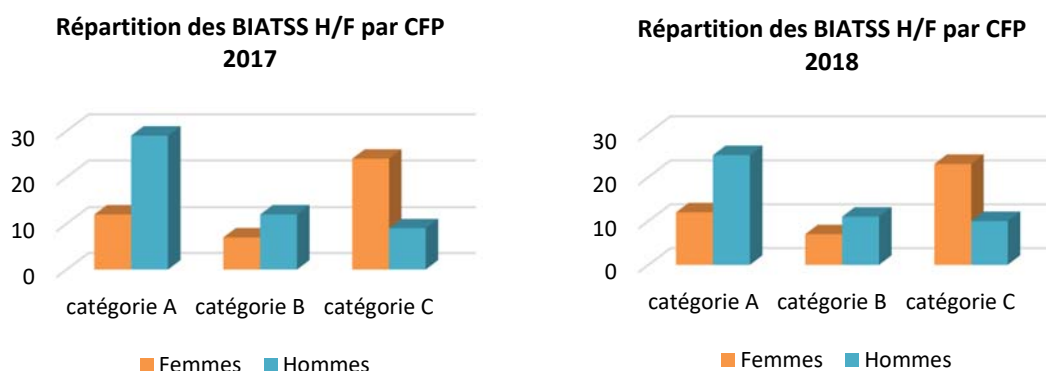 Répartition des BIATSS H/F par CFP
2017
30
20
10
0
catégorie A catégorie B catégorie C
Femmes Hommes
Répartition des BIATSS H/F par CFP
2018
30
20
10
0
catégorie A catégorie B catégorie C
Femmes Hommes